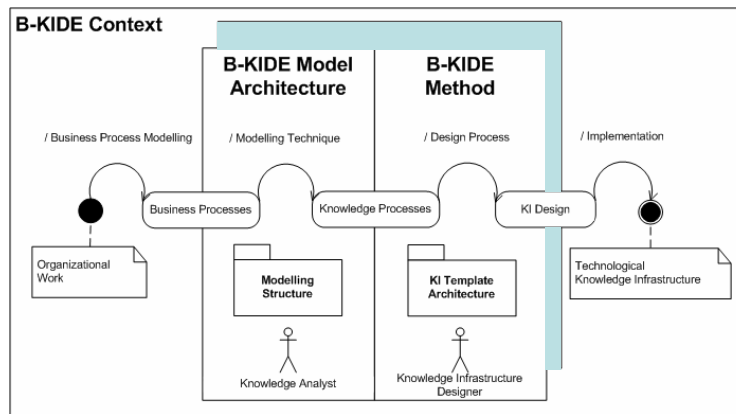 B-KIDE Context
B-KIDE Model
Architecture
B-KIDE
Method
/ Business Process Modelling
/ Modelling Technique
/ Design Process
/ Implementation
Business Processes
Knowledge Processes
KI Design
Organizational
Work
Modelling
Structure
KI Template
Architecture
Technological
Knowledge Infrastructure
Knowledge Analyst
Knowledge Infrastructure
Designer